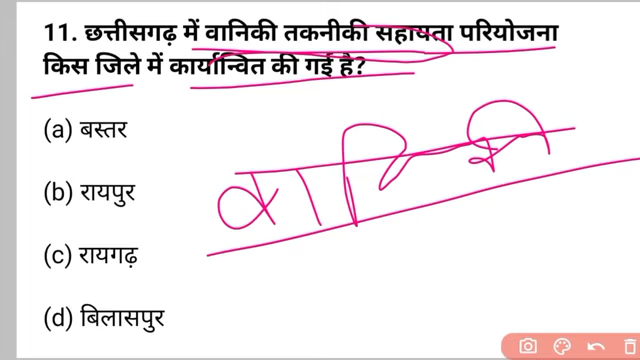 11. छत्तीसगढ़ में वानिकी तकनीकी सहायता परियोजना
किस जिले में कार्यान्वित की गई है?
(a) बस्तर
वानिकी
(b) रायपुर
(c) रायगढ़
(d) बिलासपुर